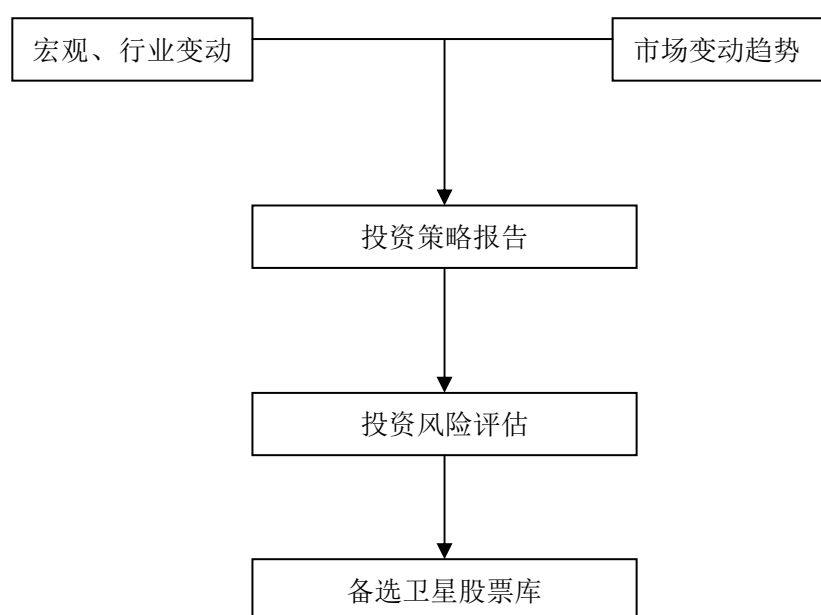 宏观、行业变动
市场变动趋势
投资策略报告
投资风险评估
备选卫星股票库